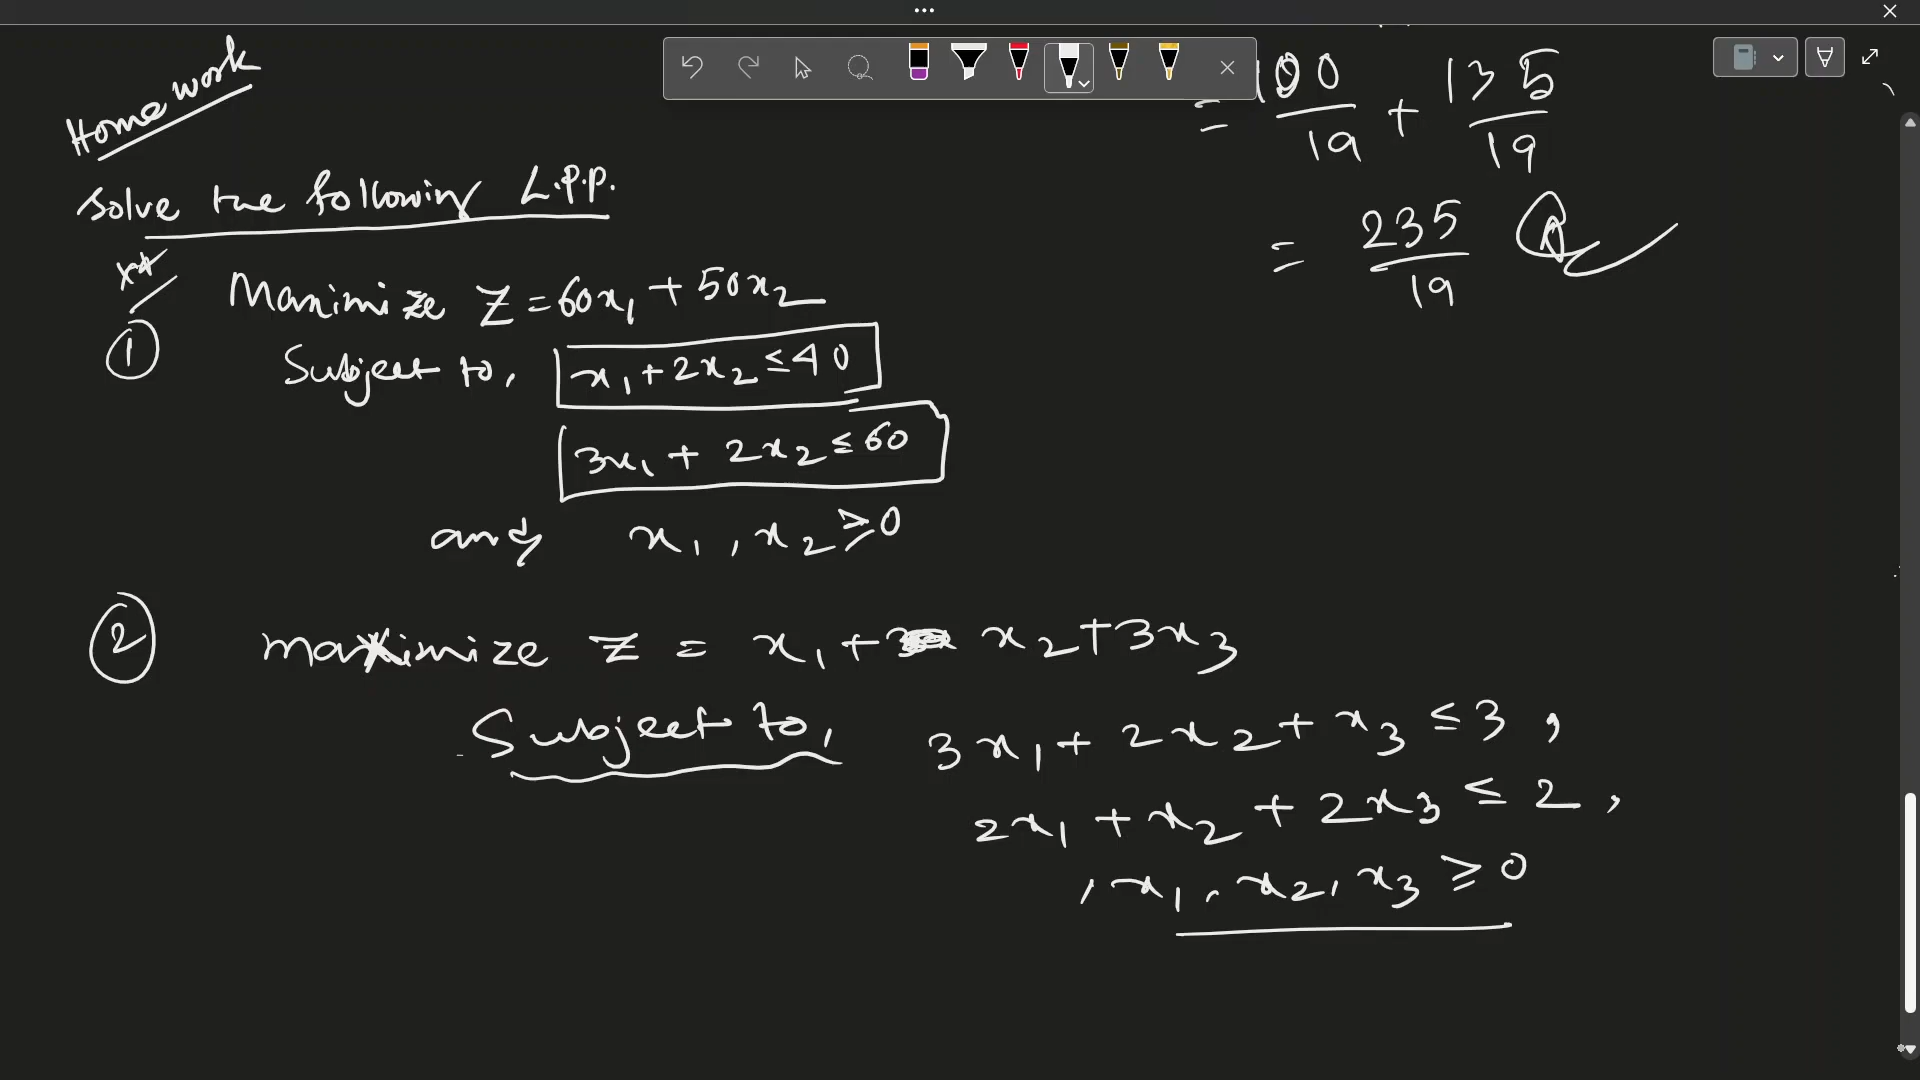 Home work
Solve the following L.P.P.
①
Maximize Z = 60x₁ + 50x₂
Subject to, x₁ + 2x₂ ≤ 40
3x₁ + 2x₂ ≤ 60
and x₁, x₂ ≥ 0
② maximize Z = x₁ + x₂ + 3x₃
Subject to, 3x₁ + 2x₂ + x₃ ≤ 3,
2x₁ + x₂ + 2x₃ ≤ 2,
, x₁, x₂, x₃ ≥ 0
= 100/19 + 135/19
= 235/19